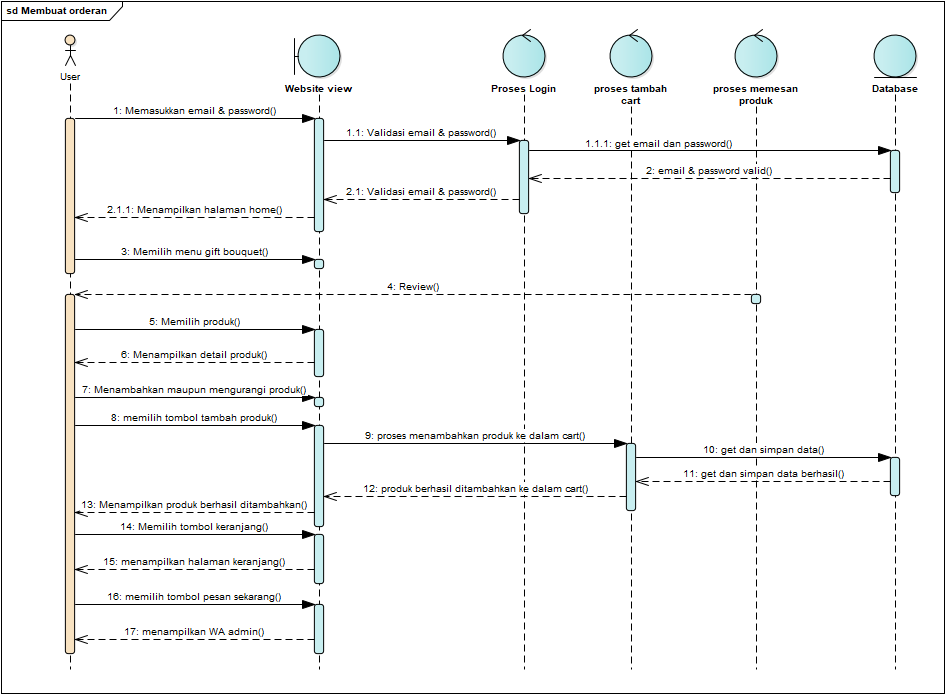 sd Membuat orderan
User
Website view
Proses Login
proses tambah
cart
proses memesan
produk
Database
1: Memasukkan email & password()
1.1: Validasi email & password()
1.1.1: get email dan password()
2: email & password valid()
2.1: Validasi email & password()
2.1.1: Menampilkan halaman home()
3: Memilih menu gift bouquet()
4: Review()
5: Memilih produk()
6: Menampilkan detail produk()
7: Menambahkan maupun mengurangi produk()
8: memilih tombol tambah produk()
9: proses menambahkan produk ke dalam cart()
10: get dan simpan data()
11: get dan simpan data berhasil()
12: produk berhasil ditambahkan ke dalam cart()
13: Menampilkan produk berhasil ditambahkan()
14: Memilih tombol keranjang()
15: menampilkan halaman keranjang()
16: memilih tombol pesan sekarang()
17: menampilkan WA admin()